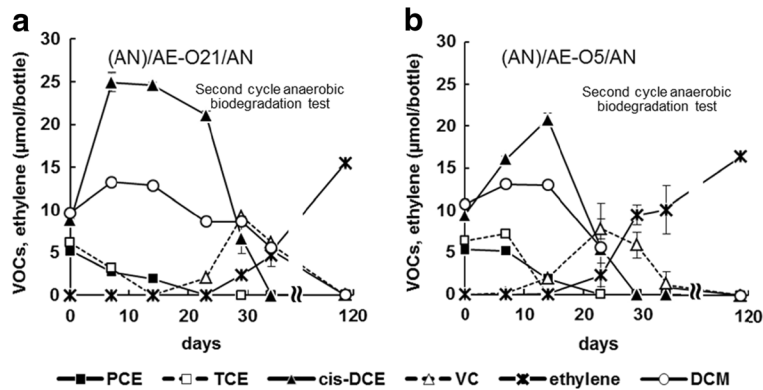 a
(AN)/AE-O21/AN
Second cycle anaerobic
biodegradation test
VOCs, ethylene (μmol/bottle)
30
25
20
15
10
5
0
0 10 20 30 120
days
b
(AN)/AE-O5/AN
Second cycle anaerobic
biodegradation test
VOCs, ethylene (μmol/bottle)
30
25
20
15
10
5
0
0 10 20 30 120
days
PCE TCE cis-DCE VC ethylene DCM